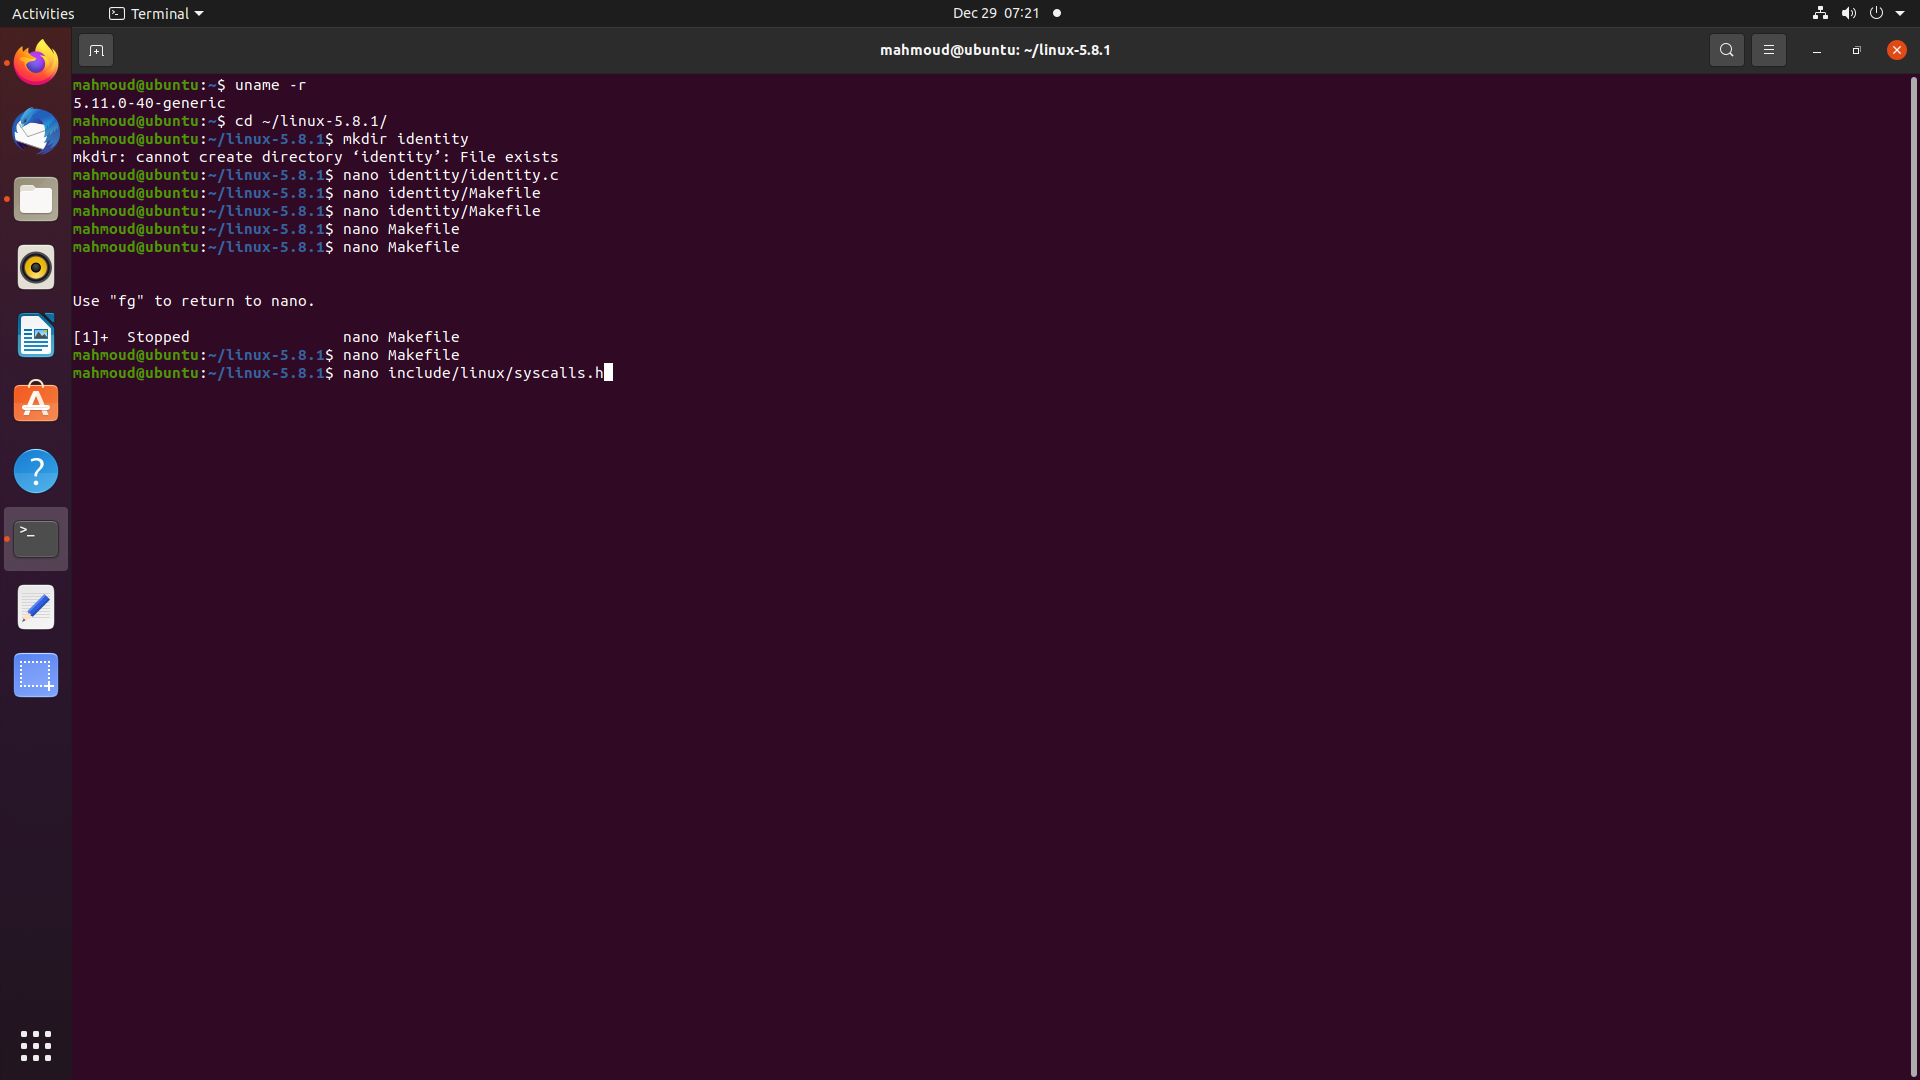 Activities Terminal Dec 29 07:21
mahmoud@ubuntu: ~/linux-5.8.1
mahmoud@ubuntu:~$ uname -r
5.11.0-40-generic
mahmoud@ubuntu:~$ cd ~/linux-5.8.1/
mahmoud@ubuntu:~/linux-5.8.1$ mkdir identity
mkdir: cannot create directory ‘identity’: File exists
mahmoud@ubuntu:~/linux-5.8.1$ nano identity/identity.c
mahmoud@ubuntu:~/linux-5.8.1$ nano identity/Makefile
mahmoud@ubuntu:~/linux-5.8.1$ nano identity/Makefile
mahmoud@ubuntu:~/linux-5.8.1$ nano Makefile
mahmoud@ubuntu:~/linux-5.8.1$ nano Makefile
Use "fg" to return to nano.
[1]+  Stopped                 nano Makefile
mahmoud@ubuntu:~/linux-5.8.1$ nano Makefile
mahmoud@ubuntu:~/linux-5.8.1$ nano include/linux/syscalls.h